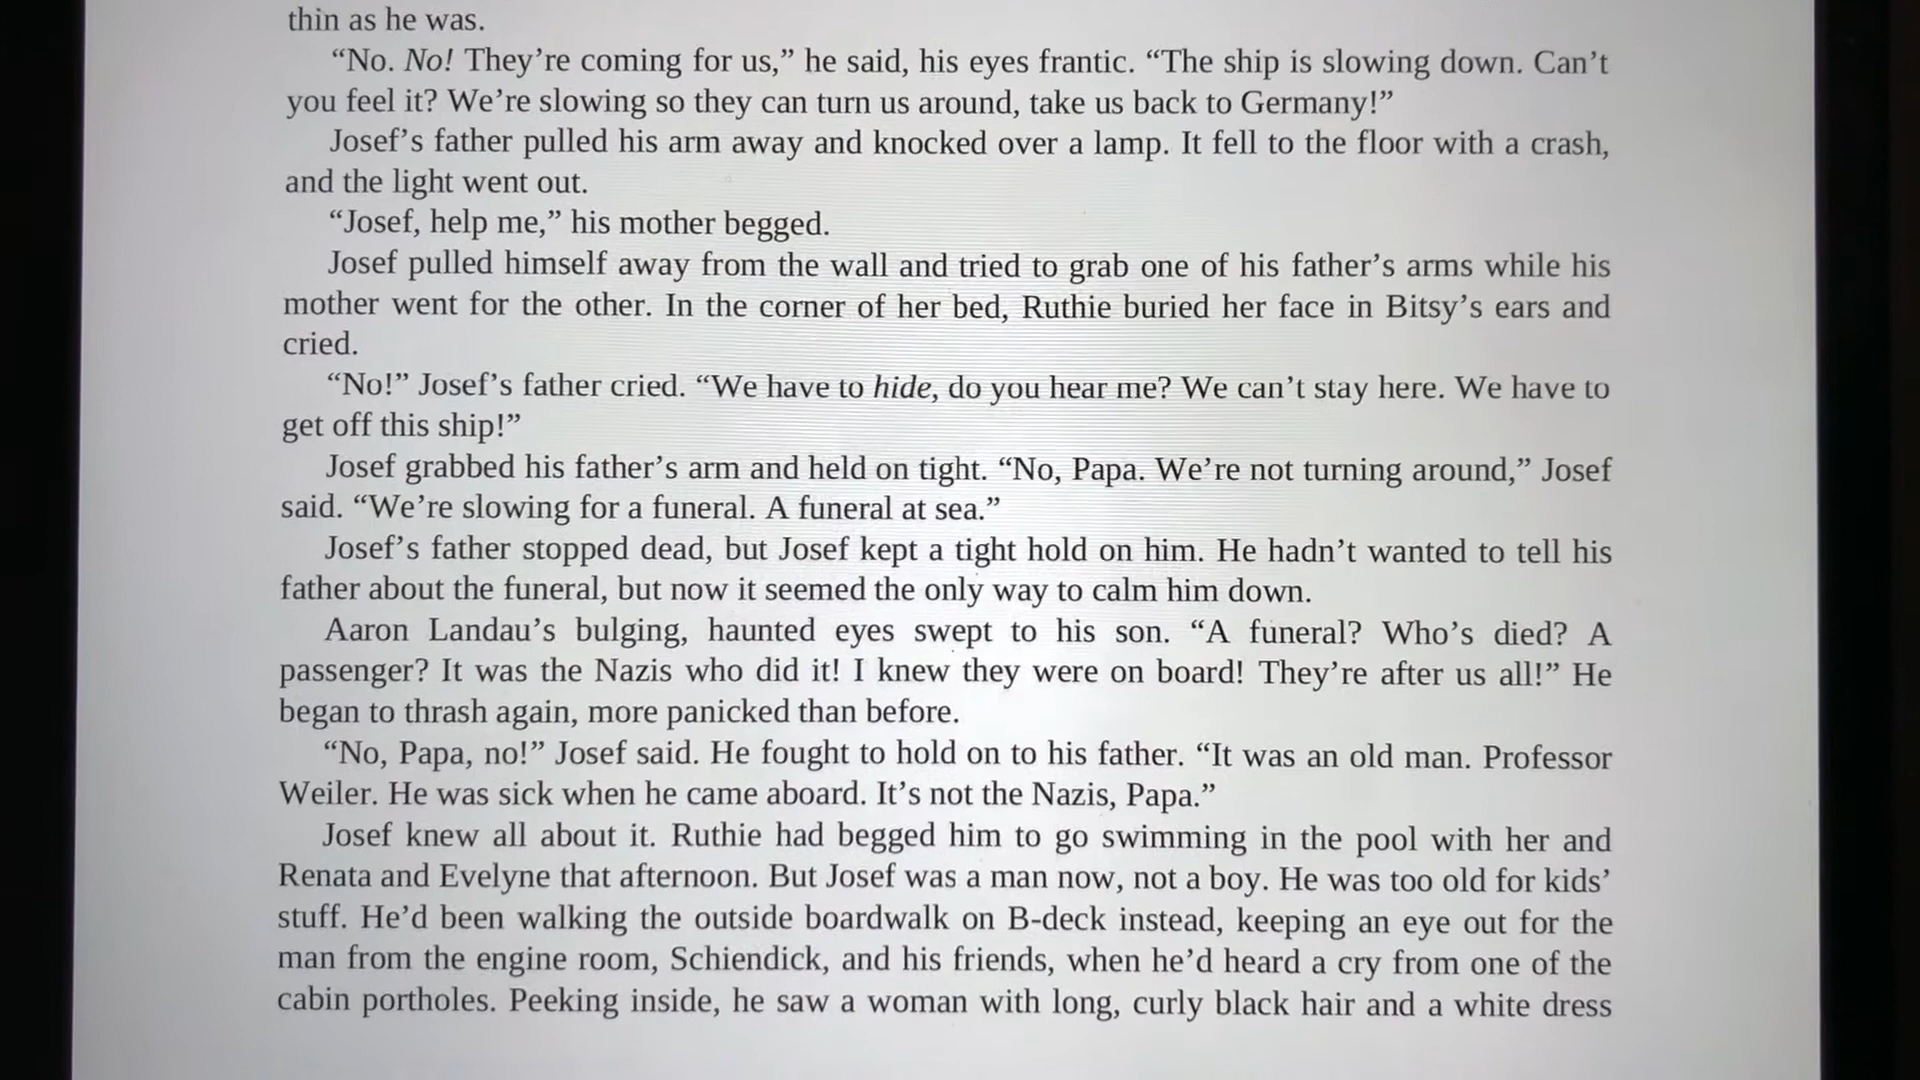 thin as he was.
“No. No! They’re coming for us,” he said, his eyes frantic. “The ship is slowing down. Can’t
you feel it? We’re slowing so they can turn us around, take us back to Germany!”
Josef’s father pulled his arm away and knocked over a lamp. It fell to the floor with a crash,
and the light went out.
“Josef, help me,” his mother begged.
Josef pulled himself away from the wall and tried to grab one of his father’s arms while his
mother went for the other. In the corner of her bed, Ruthie buried her face in Bitsy’s ears and
cried.
“No!” Josef’s father cried. “We have to hide, do you hear me? We can’t stay here. We have to
get off this ship!”
Josef grabbed his father’s arm and held on tight. “No, Papa. We’re not turning around,” Josef
said. “We’re slowing for a funeral. A funeral at sea.”
Josef’s father stopped dead, but Josef kept a tight hold on him. He hadn’t wanted to tell his
father about the funeral, but now it seemed the only way to calm him down.
Aaron Landau’s bulging, haunted eyes swept to his son. “A funeral? Who’s died? A
passenger? It was the Nazis who did it! I knew they were on board! They’re after us all!” He
began to thrash again, more panicked than before.
“No, Papa, no!” Josef said. He fought to hold on to his father. “It was an old man. Professor
Weiler. He was sick when he came aboard. It’s not the Nazis, Papa.”
Josef knew all about it. Ruthie had begged him to go swimming in the pool with her and
Renata and Evelyne that afternoon. But Josef was a man now, not a boy. He was too old for kids’
stuff. He’d been walking the outside boardwalk on B-deck instead, keeping an eye out for the
man from the engine room, Schiendick, and his friends, when he’d heard a cry from one of the
cabin portholes. Peeking inside, he saw a woman with long, curly black hair and a white dress